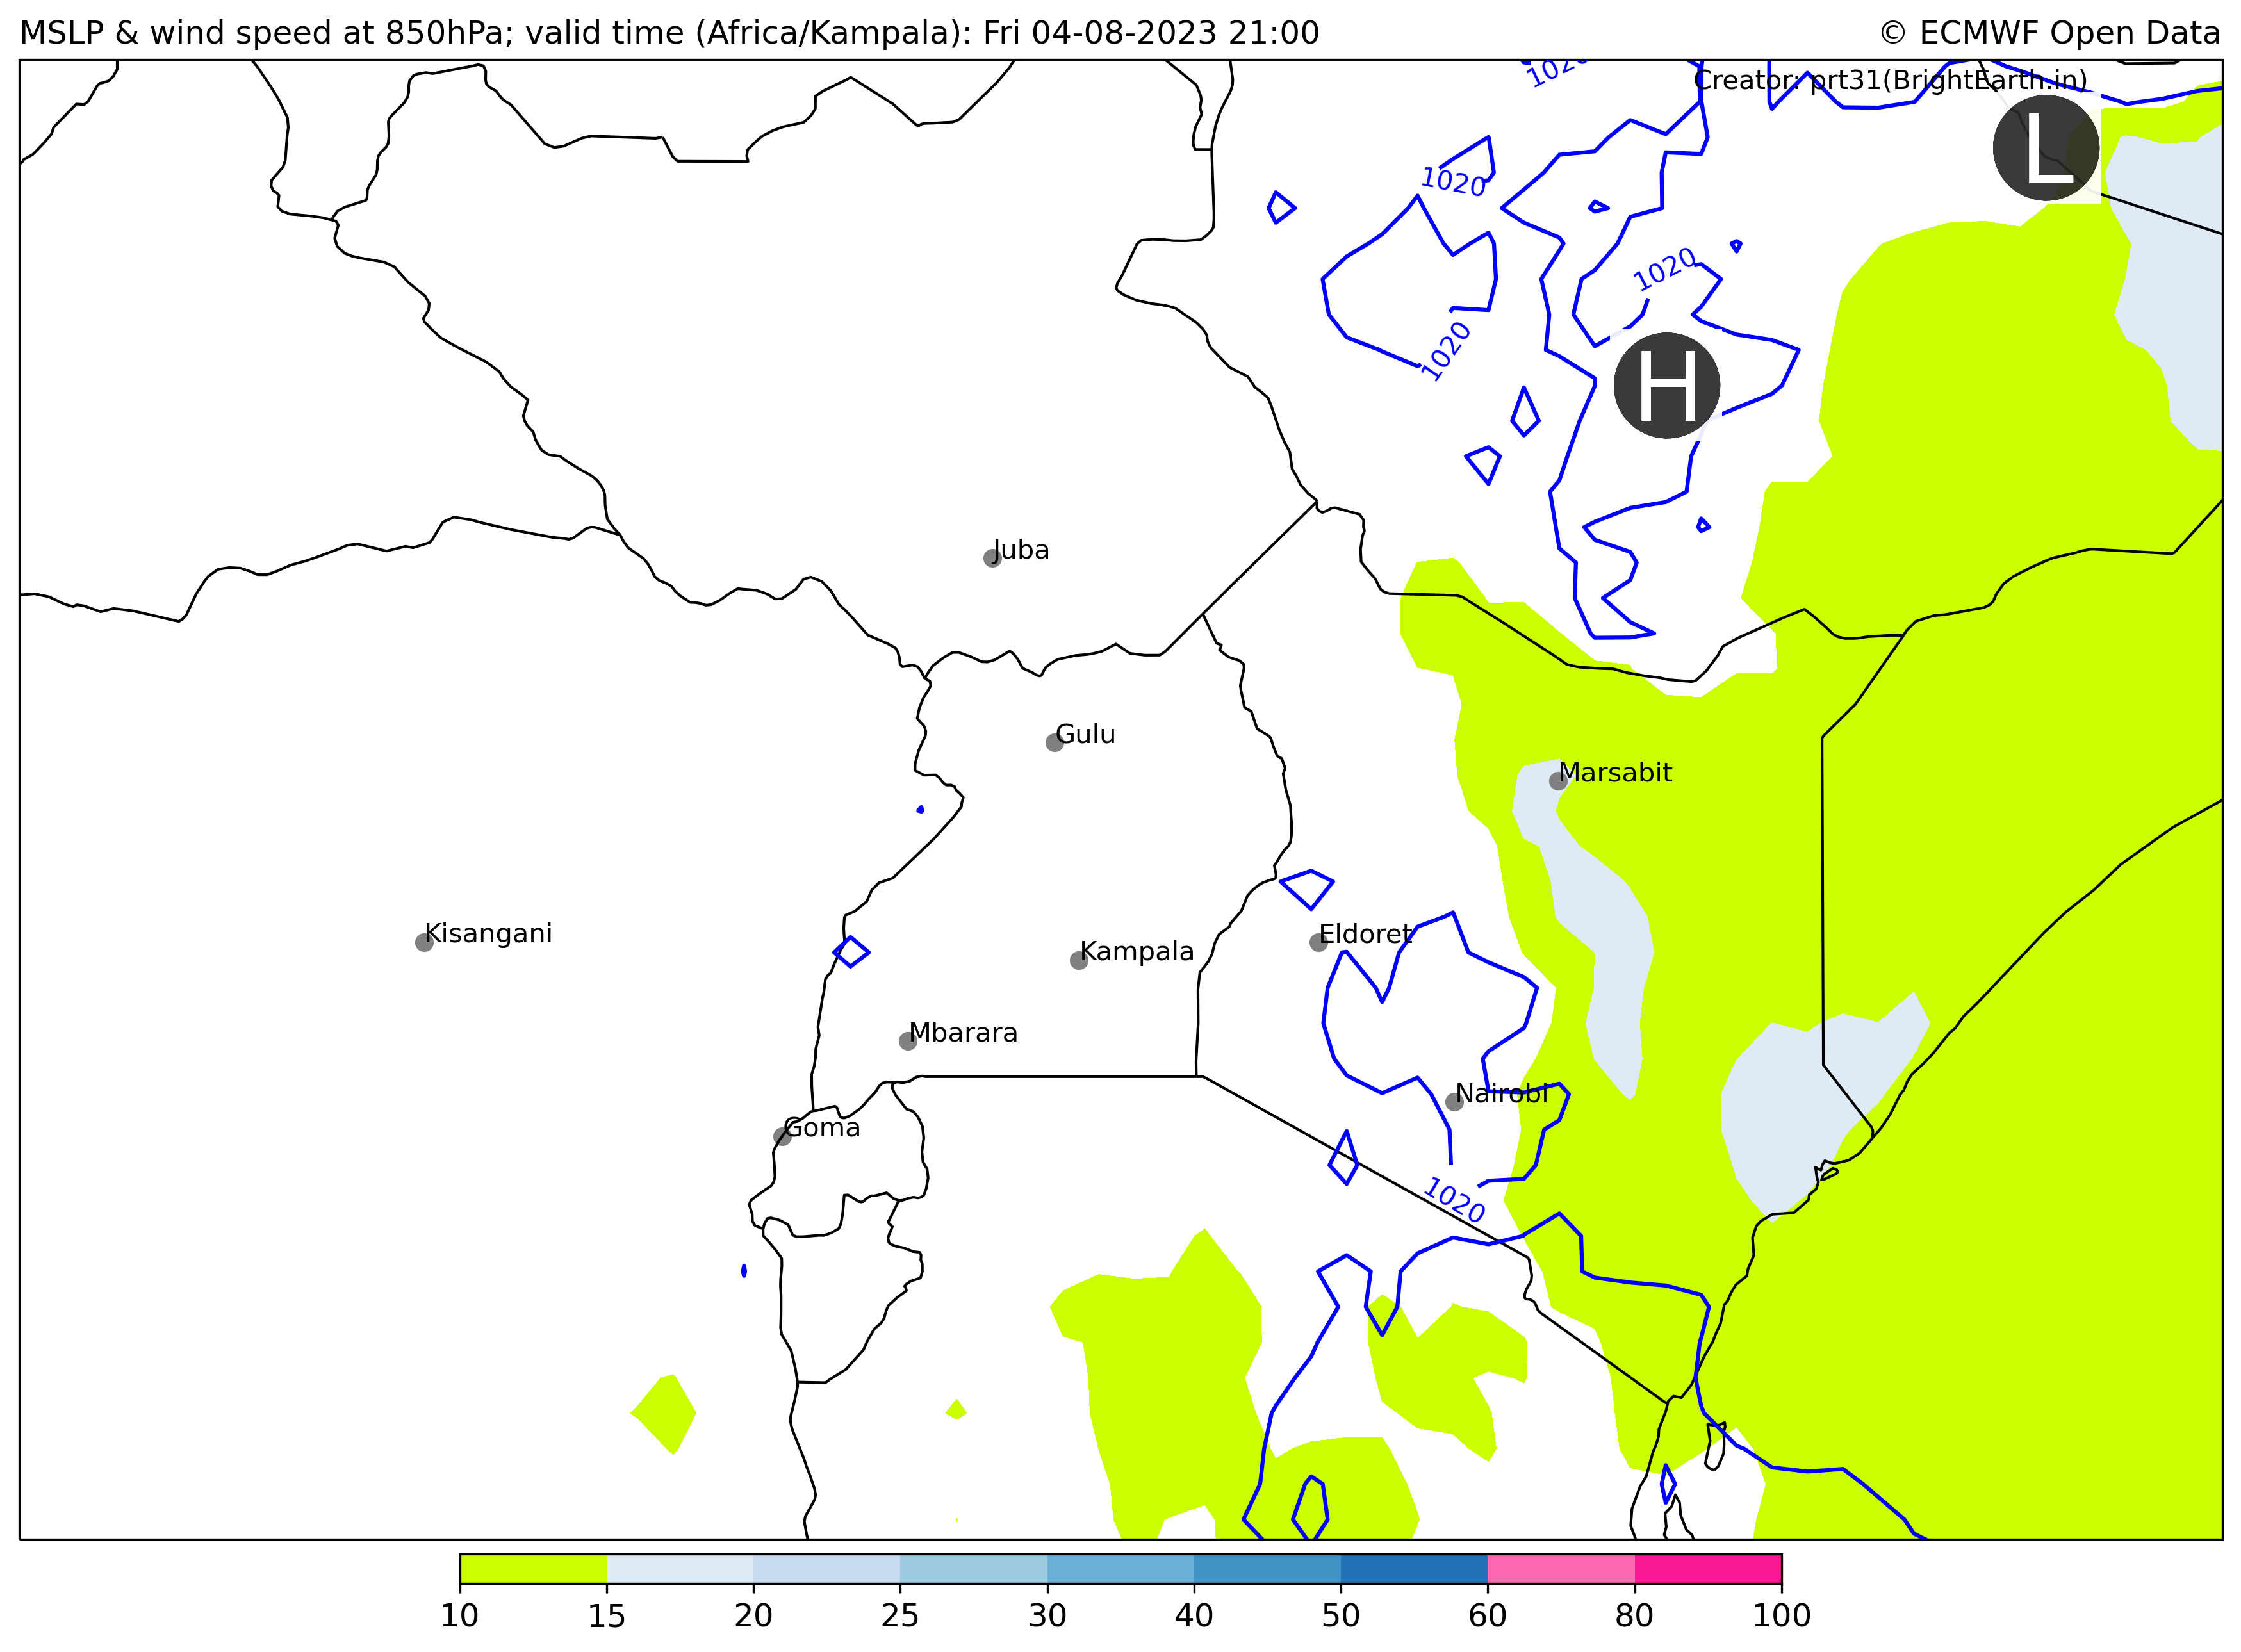 MSLP & wind speed at 850hPa; valid time (Africa/Kampala): Fri 04-08-2023 21:00
© ECMWF Open Data
1020
Creator: prt31(BrightEarth.in)
L
1020
1020
1020
H
Juba
Gulu
Marsabit
Kisangani
Eldoret
Kampala
Mbarara
Nairobi
Goma
1020
10 15 20 25 30 40 50 60 80 100